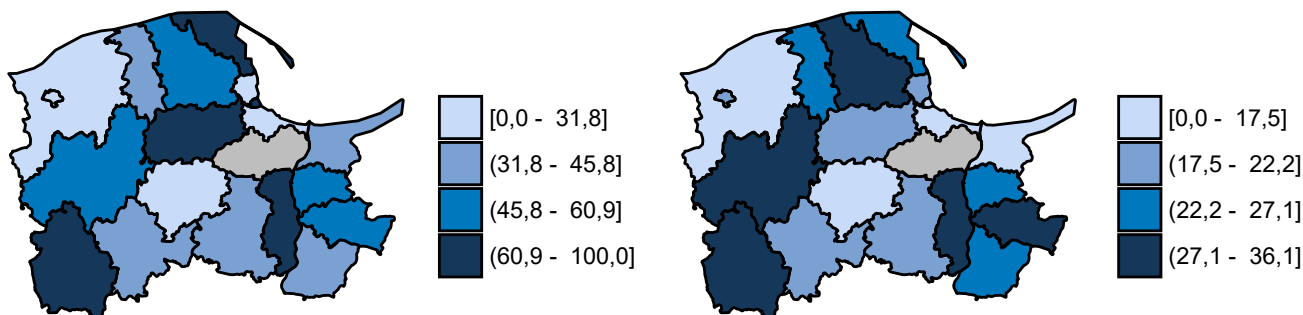 [0,0 - 31,8]
(31,8 - 45,8]
(45,8 - 60,9]
(60,9 - 100,0]
[0,0 - 17,5]
(17,5 - 22,2]
(22,2 - 27,1]
(27,1 - 36,1]